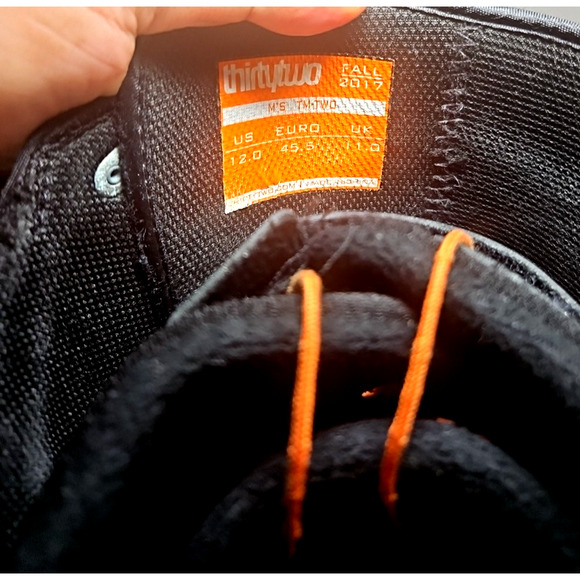 thirtytwo
FALL
2017
M'S TM-TWO
US EURO UK
12.0 45.5 11.0